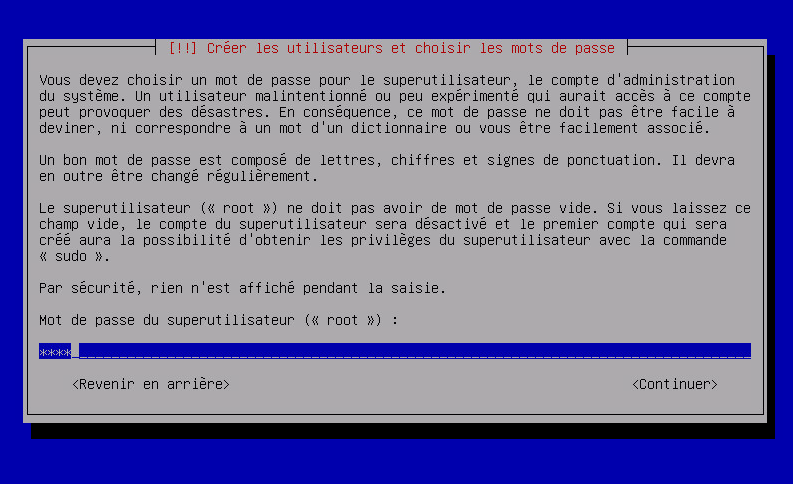 [!!] Créer les utilisateurs et choisir les mots de passe
Vous devez choisir un mot de passe pour le superutilisateur, le compte d'administration
du système. Un utilisateur malintentionné ou peu expérimenté qui aurait accès à ce compte
peut provoquer des désastres. En conséquence, ce mot de passe ne doit pas être facile à
deviner, ni correspondre à un mot d'un dictionnaire ou vous être facilement associé.
Un bon mot de passe est composé de lettres, chiffres et signes de ponctuation. Il devra
en outre être changé régulièrement.
Le superutilisateur (« root ») ne doit pas avoir de mot de passe vide. Si vous laissez ce
champ vide, le compte du superutilisateur sera désactivé et le premier compte qui sera
créé aura la possibilité d'obtenir les privilèges du superutilisateur avec la commande
« sudo ».
Par sécurité, rien n'est affiché pendant la saisie.
Mot de passe du superutilisateur (« root ») :
****
<Revenir en arrière> <Continuer>